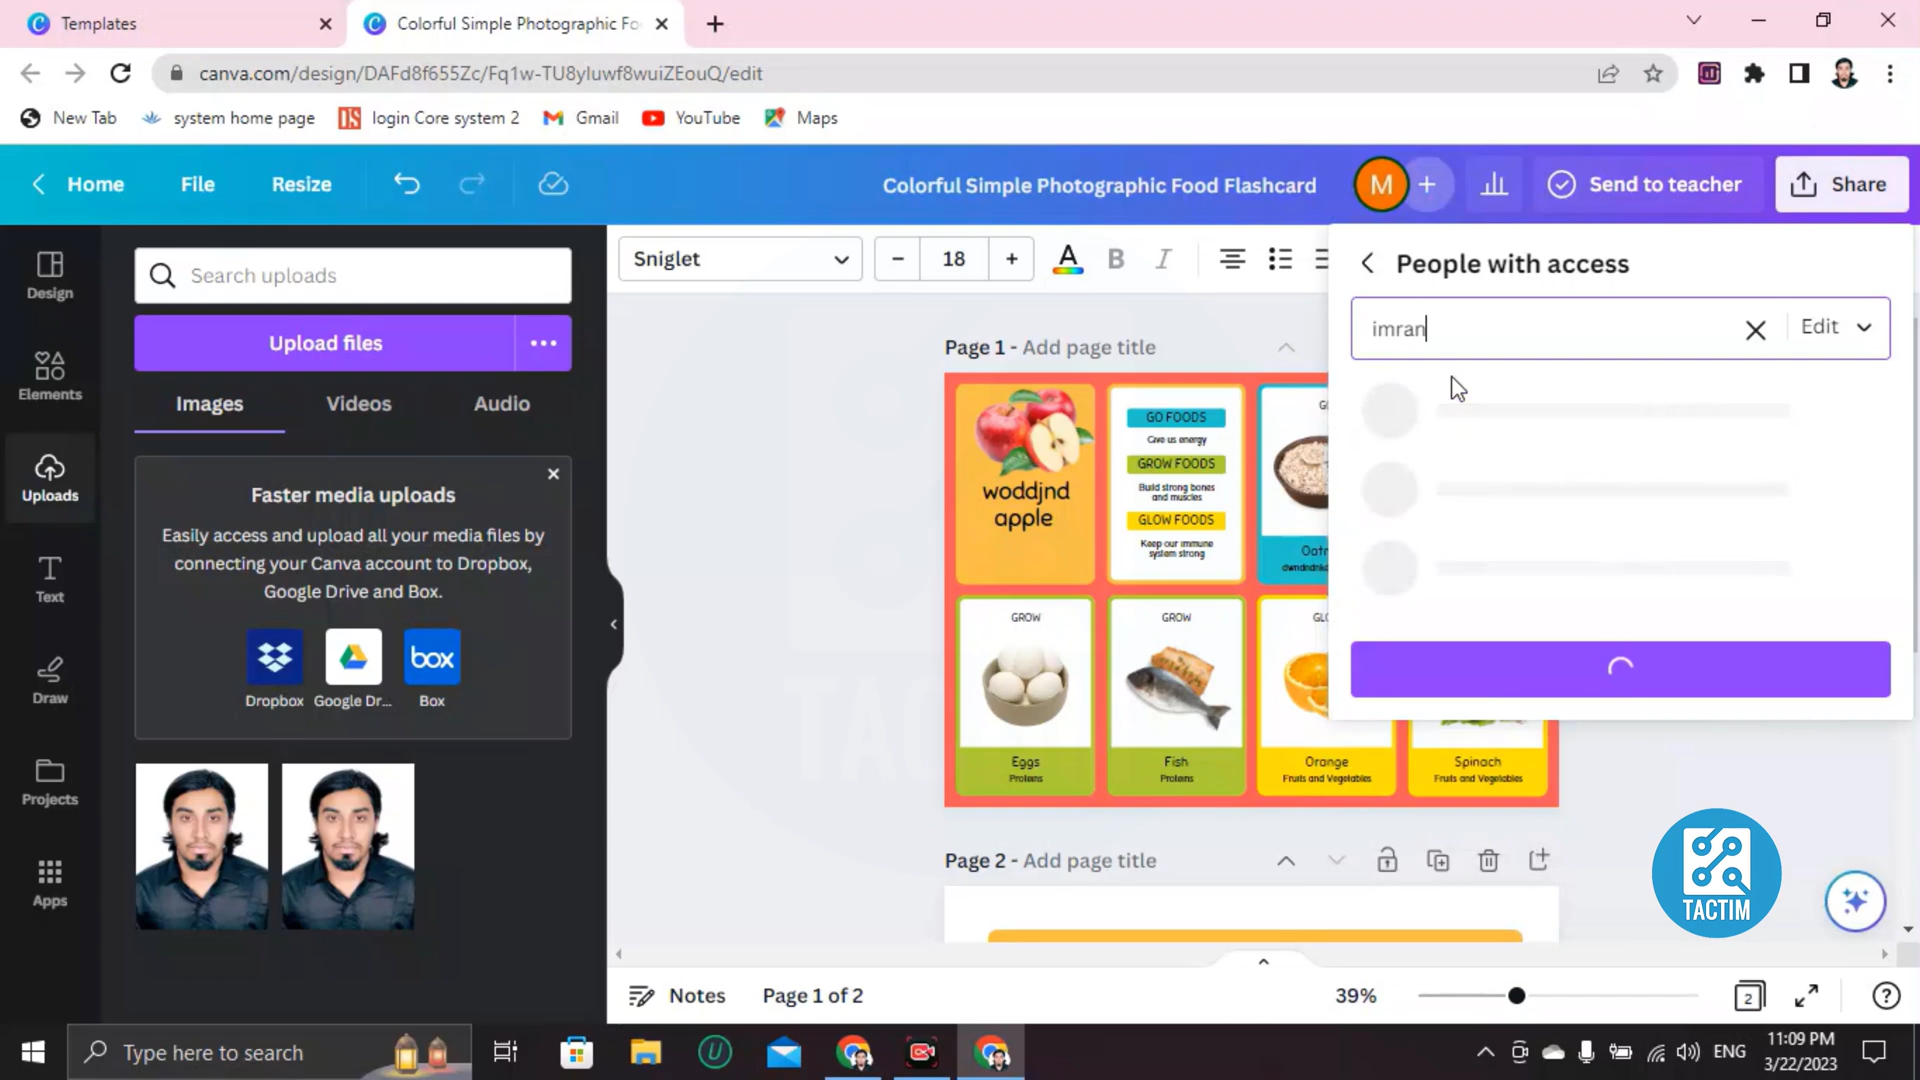 Templates
Colorful Simple Photographic Fo
canva.com/design/DAFd8f655Zc/Fq1w-TU8yIuwf8wuiZEouQ/edit
New Tab
system home page
login Core system 2
Gmail
YouTube
Maps
Home
File
Resize
Colorful Simple Photographic Food Flashcard
M
Send to teacher
Share
Design
Elements
Uploads
Text
Draw
Projects
Apps
Search uploads
Upload files
Images
Videos
Audio
Faster media uploads
Easily access and upload all your media files by
connecting your Canva account to Dropbox,
Google Drive and Box.
box
Dropbox
Google Dr...
Box
Sniglet
18
A
B
I
Page 1 - Add page title
woddjnd
apple
GO FOODS
Give us energy
GROW FOODS
Build strong bones
and muscles
GLOW FOODS
Keep our immune
system strong
GROW
Eggs
Proteins
GROW
Fish
Proteins
Orange
Fruits and Vegetables
Spinach
Fruits and Vegetables
People with access
imran
Edit
Page 2 - Add page title
TACTIM
Notes
Page 1 of 2
39%
2
Type here to search
ENG
11:09 PM
3/22/2023